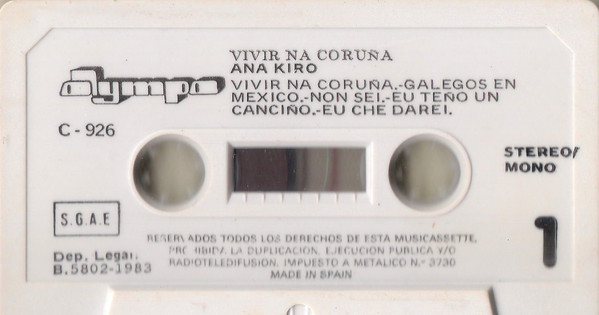 VIVIR NA CORUÑA
ANA KIRO
Olympo
VIVIR NA CORUÑA.-GALEGOS EN
MEXICO.-NON SEI.-EU TEÑO UN
CANCIÑO.-EU CHE DAREI.
C - 926
STEREO/
MONO
S.G.A.E
1
RESERVADOS TODOS LOS DERECHOS DE ESTA MUSICASSETTE,
PROHIBIDA LA DUPLICACION, EJECUCION PUBLICA Y/O
RADIOTELEDIFUSION. IMPUESTO A METALICO N.- 3730
MADE IN SPAIN
Dep. Legal.
B.5802-1983